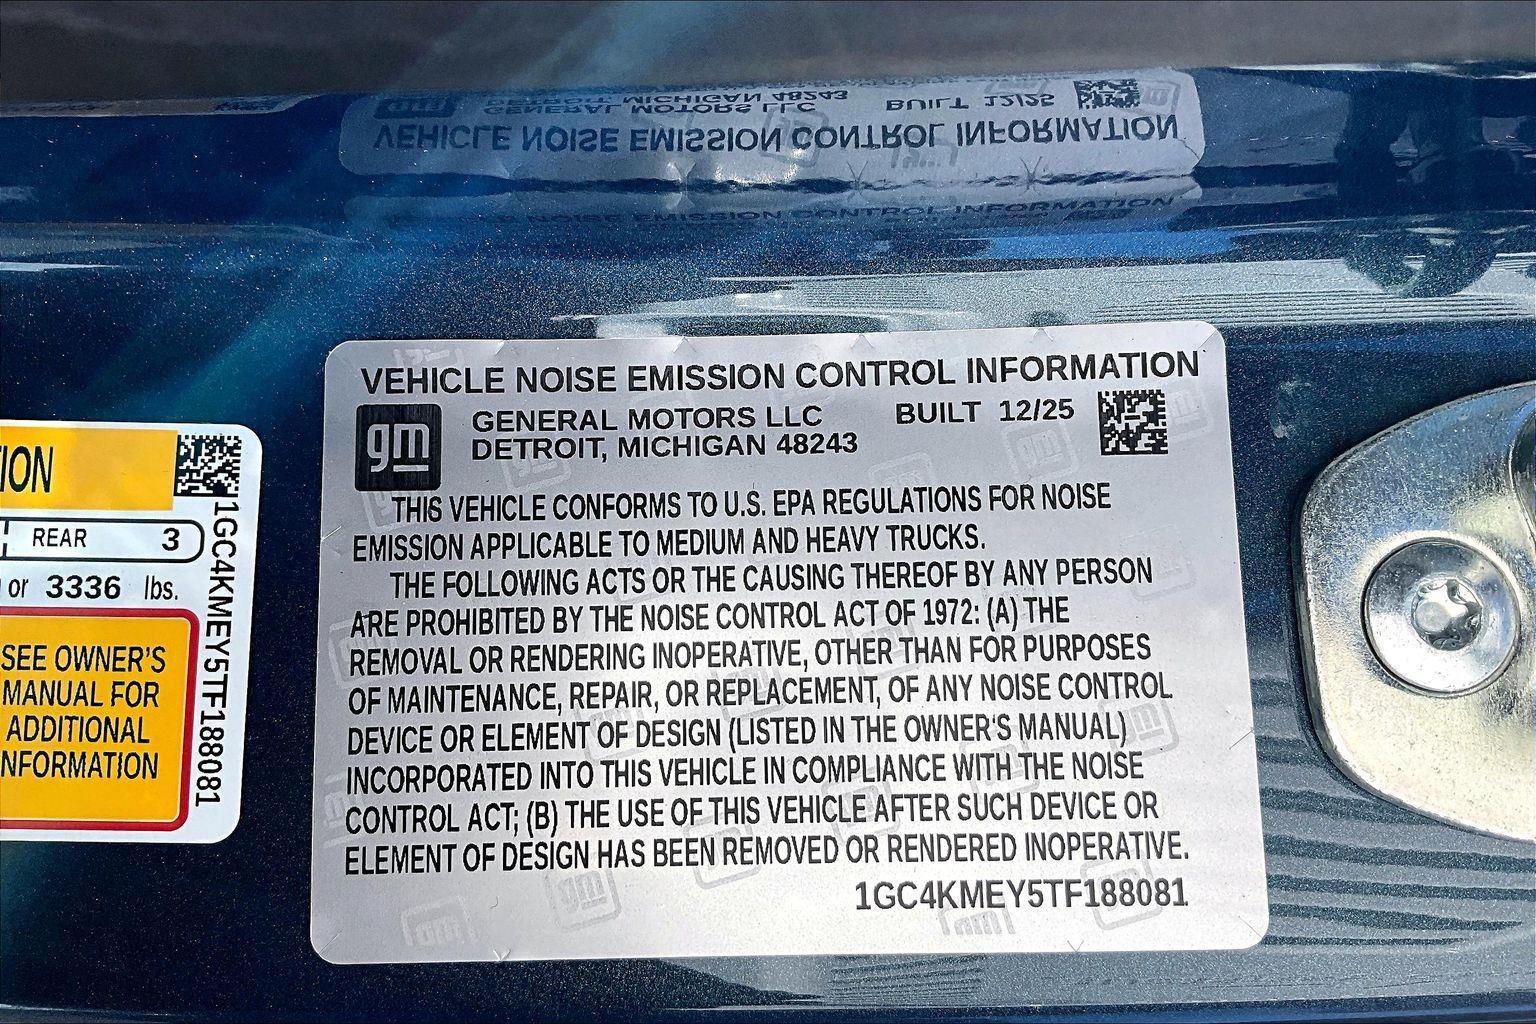 VEHICLE NOISE EMISSION CONTROL INFORMATION
gm
GENERAL MOTORS LLC
DETROIT, MICHIGAN 48243
BUILT 12/25
THIS VEHICLE CONFORMS TO U.S. EPA REGULATIONS FOR NOISE
EMISSION APPLICABLE TO MEDIUM AND HEAVY TRUCKS.
THE FOLLOWING ACTS OR THE CAUSING THEREOF BY ANY PERSON
ARE PROHIBITED BY THE NOISE CONTROL ACT OF 1972: (A) THE
REMOVAL OR RENDERING INOPERATIVE, OTHER THAN FOR PURPOSES
OF MAINTENANCE, REPAIR, OR REPLACEMENT, OF ANY NOISE CONTROL
DEVICE OR ELEMENT OF DESIGN (LISTED IN THE OWNER'S MANUAL)
INCORPORATED INTO THIS VEHICLE IN COMPLIANCE WITH THE NOISE
CONTROL ACT; (B) THE USE OF THIS VEHICLE AFTER SUCH DEVICE OR
ELEMENT OF DESIGN HAS BEEN REMOVED OR RENDERED INOPERATIVE.
1GC4KMEY5TF188081
ION
REAR 3
or 3336 lbs.
SEE OWNER'S
MANUAL FOR
ADDITIONAL
NFORMATION
1GC4KMEY5TF188081